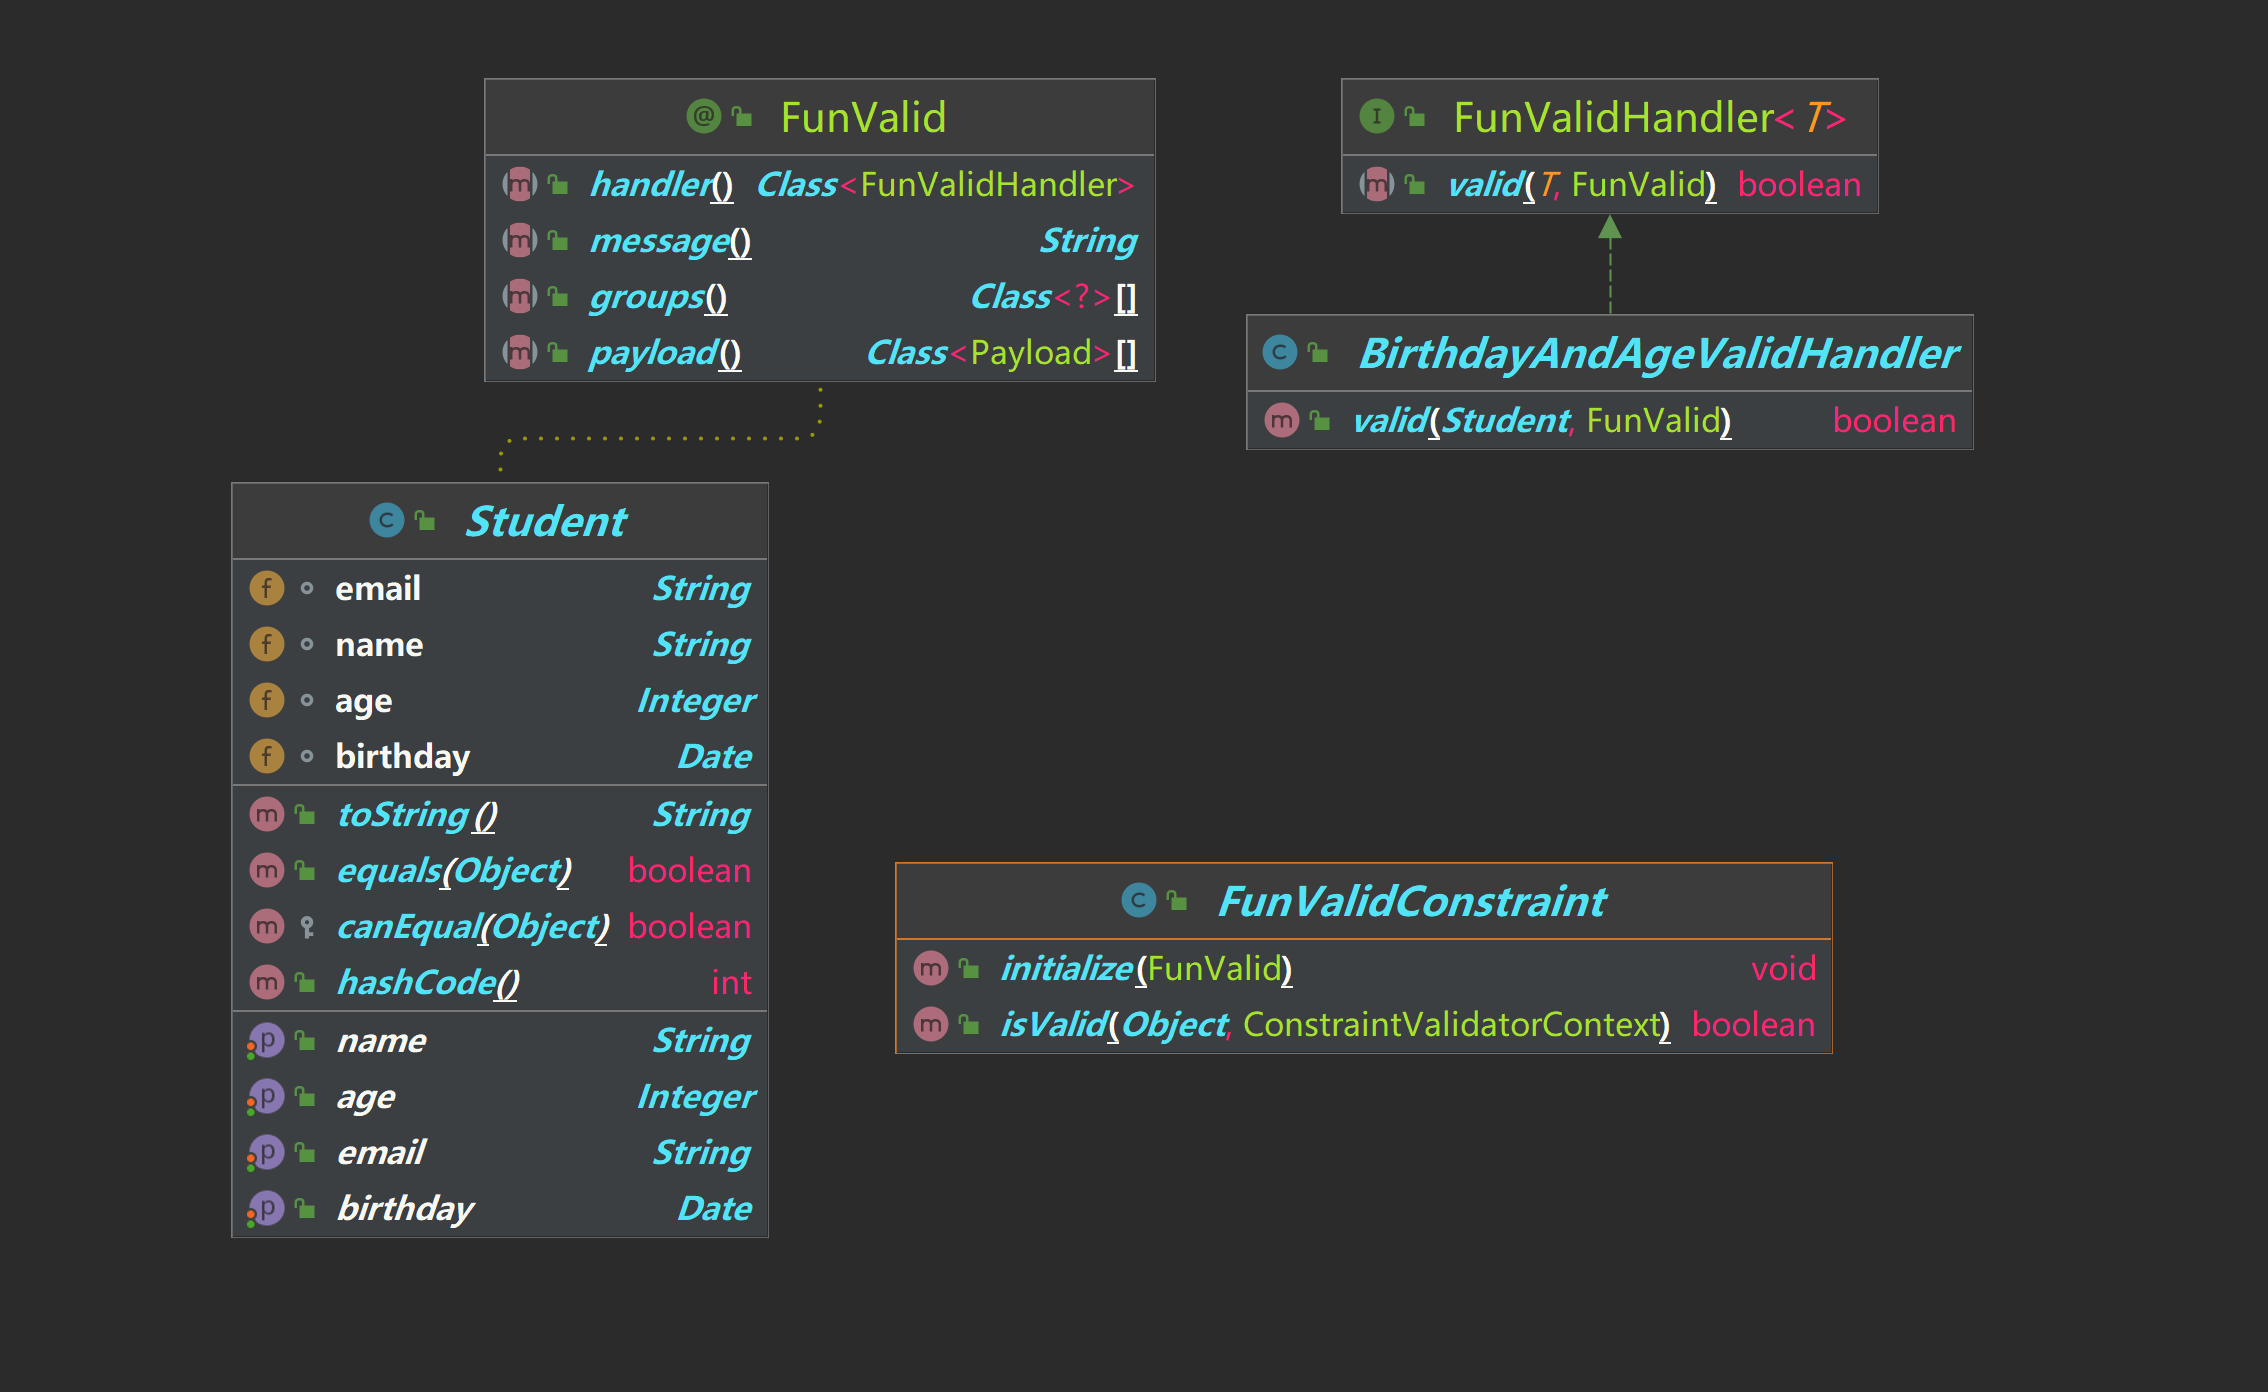 FunValid
handler() Class<FunValidHandler>
message() String
groups() Class<?>[]
payload() Class<Payload>[]
FunValidHandler<T>
valid(T, FunValid) boolean
BirthdayAndAgeValidHandler
valid(Student, FunValid) boolean
Student
email String
name String
age Integer
birthday Date
toString() String
equals(Object) boolean
canEqual(Object) boolean
hashCode() int
name String
age Integer
email String
birthday Date
FunValidConstraint
initialize(FunValid) void
isValid(Object, ConstraintValidatorContext) boolean